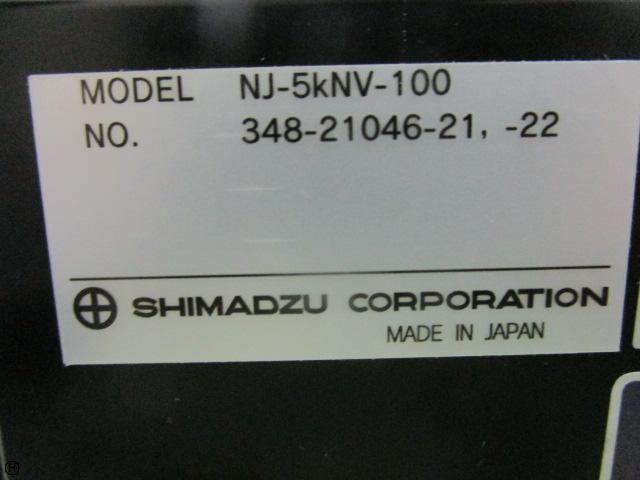 MODEL NJ-5kNV-100
NO. 348-21046-21, -22
SHIMADZU CORPORATION
MADE IN JAPAN
H